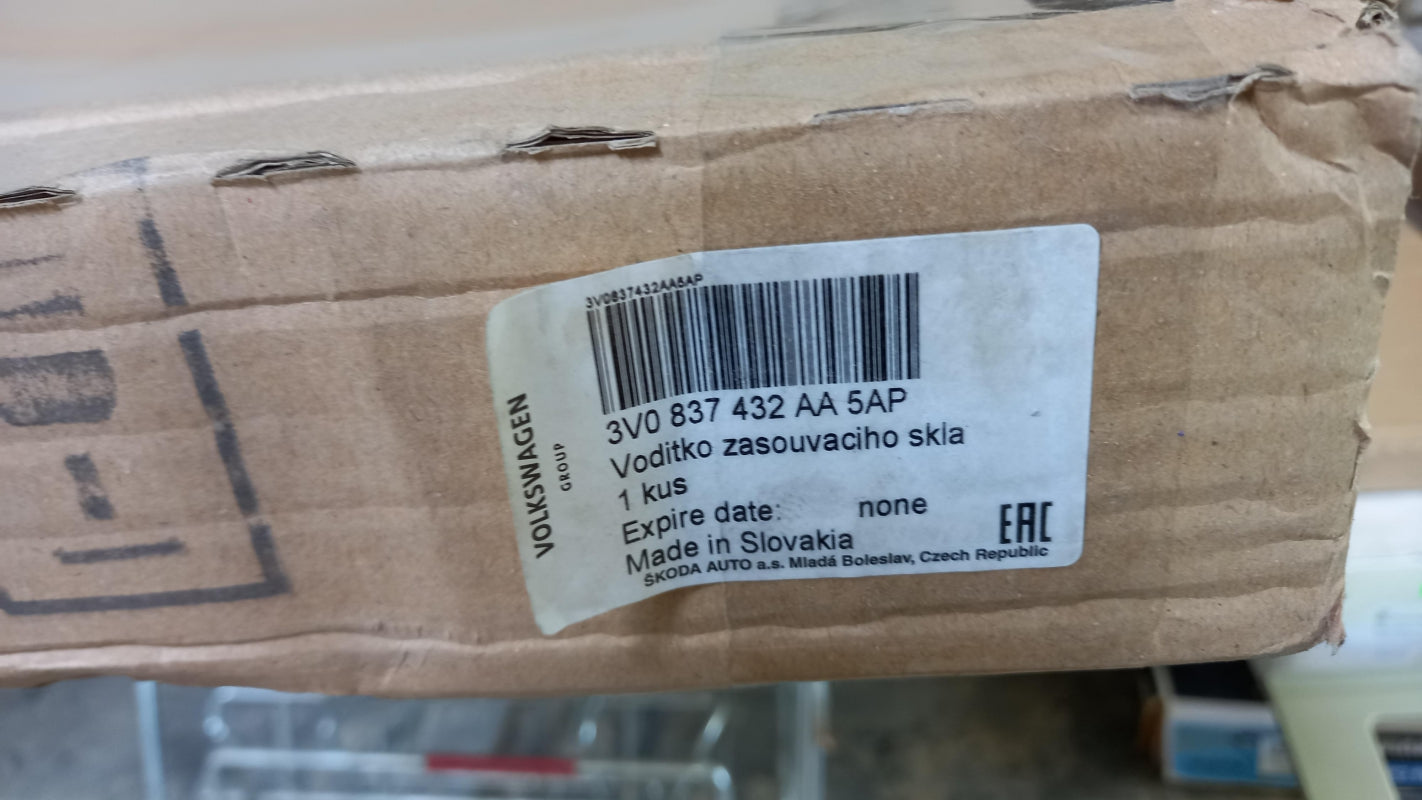 3V0837432AA5AP
3V0 837 432 AA 5AP
Voditko zasouvaciho skla
1 kus
Expire date: none
Made in Slovakia
ŠKODA AUTO a.s. Mladá Boleslav, Czech Republic
VOLKSWAGEN
GROUP
EAC